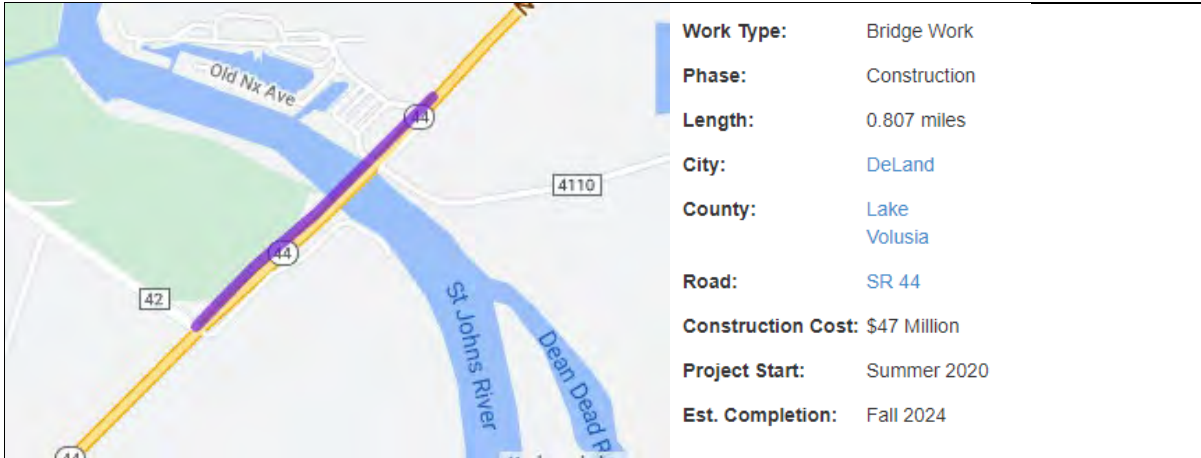 Old Nx Ave
44
4110
44
42
St Johns River
Dean Dead R
44
Work Type: Bridge Work
Phase: Construction
Length: 0.807 miles
City: DeLand
County: Lake
Volusia
Road: SR 44
Construction Cost: $47 Million
Project Start: Summer 2020
Est. Completion: Fall 2024